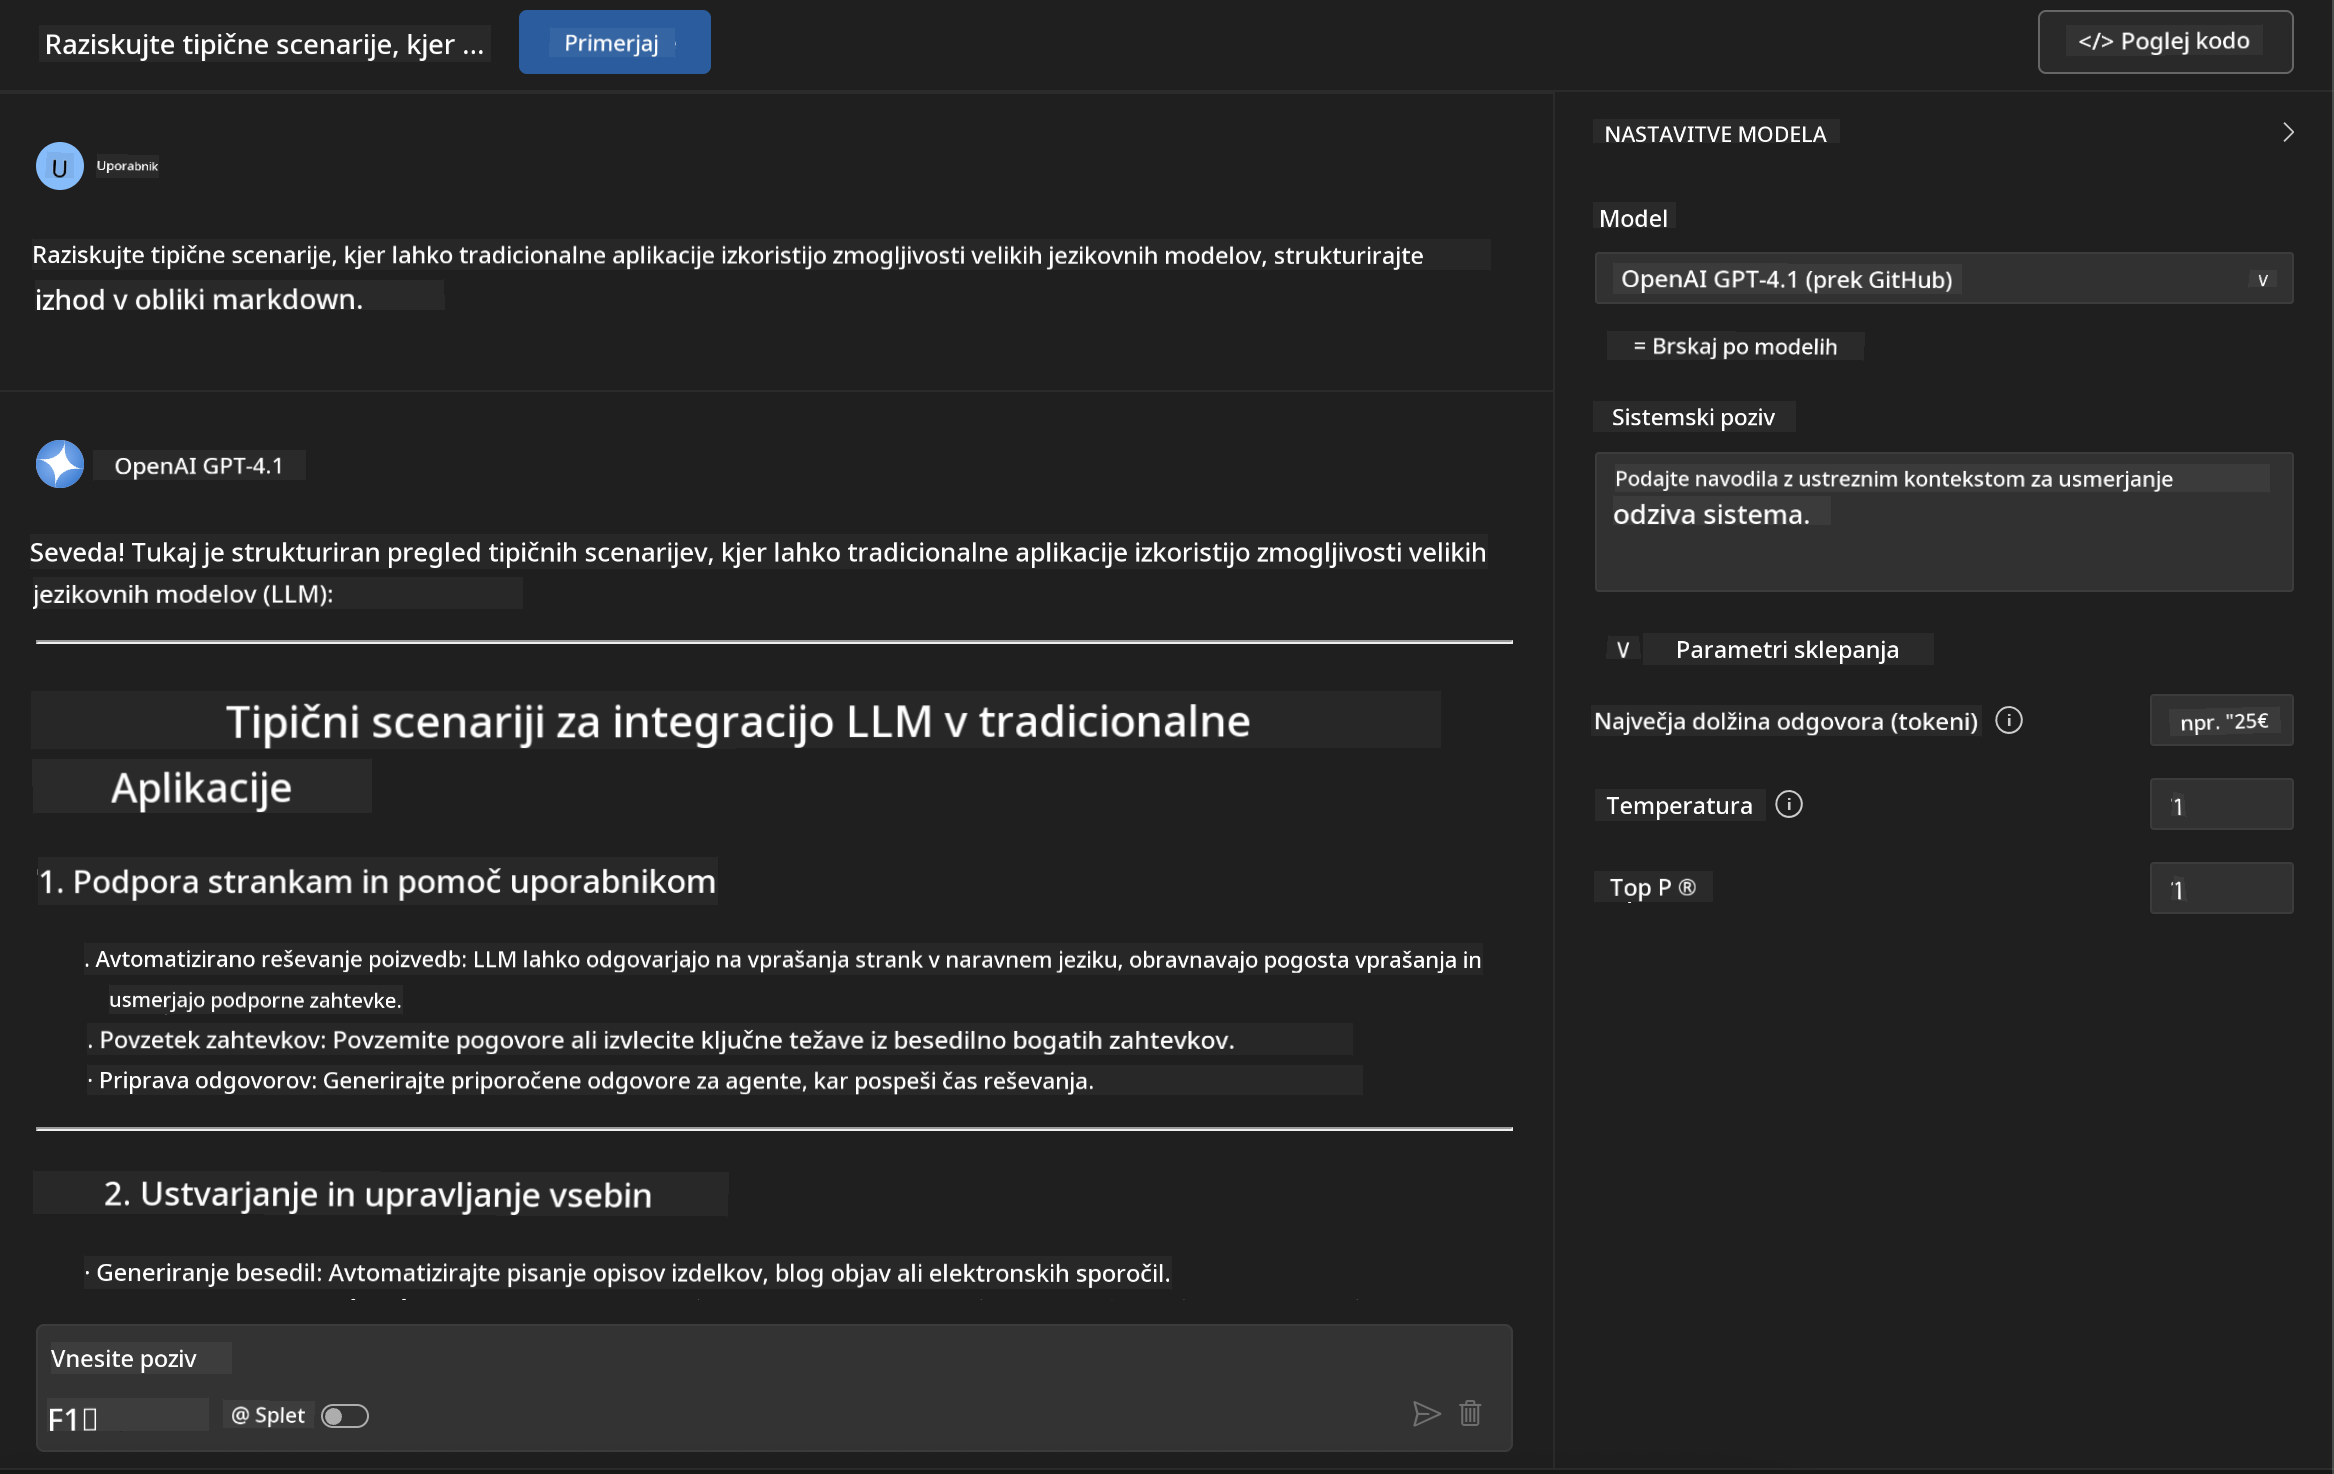 Raziskujte tipične scenarije, kjer ...
Primerjaj
</> Poglej kodo
U
Uporabnik
Raziskujte tipične scenarije, kjer lahko tradicionalne aplikacije izkoristijo zmogljivosti velikih jezikovnih modelov, strukturirajte
izhod v obliki markdown.
OpenAI GPT-4.1
Seveda! Tukaj je strukturiran pregled tipičnih scenarijev, kjer lahko tradicionalne aplikacije izkoristijo zmogljivosti velikih
jezikovnih modelov (LLM):
Tipični scenariji za integracijo LLM v tradicionalne
Aplikacije
1. Podpora strankam in pomoč uporabnikom
. Avtomatizirano reševanje poizvedb: LLM lahko odgovarjajo na vprašanja strank v naravnem jeziku, obravnavajo pogosta vprašanja in
usmerjajo podporne zahtevke.
. Povzetek zahtevkov: Povzemite pogovore ali izvlecite ključne težave iz besedilno bogatih zahtevkov.
· Priprava odgovorov: Generirajte priporočene odgovore za agente, kar pospeši čas reševanja.
2. Ustvarjanje in upravljanje vsebin
· Generiranje besedil: Avtomatizirajte pisanje opisov izdelkov, blog objav ali elektronskih sporočil.
Vnesite poziv
F1
@ Splet
NASTAVITVE MODELA
Model
OpenAI GPT-4.1 (prek GitHub)
v
= Brskaj po modelih
Sistemski poziv
Podajte navodila z ustreznim kontekstom za usmerjanje
odziva sistema.
V Parametri sklepanja
Največja dolžina odgovora (tokeni)
npr. "25€
Temperatura
1
Top P ®
1